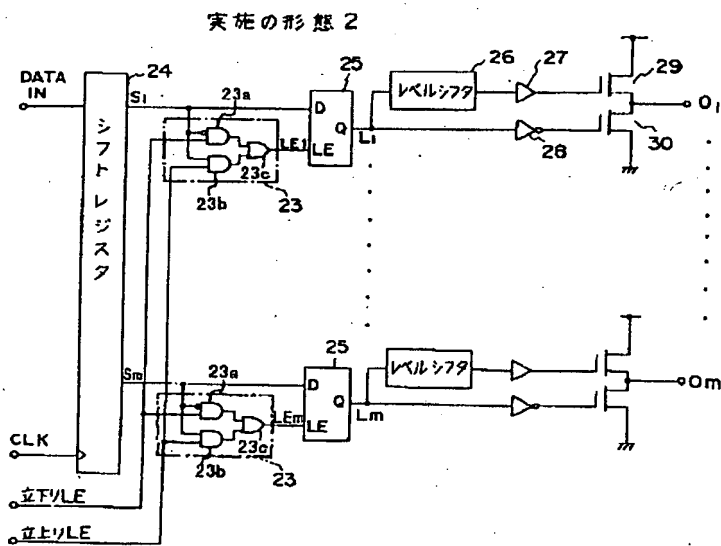 実施の形態 2
DATA
IN
24
シフトレジスタ
S1
23a
23b
23c
23
LE1
25
D
Q
LE
L1
26
レベルシフタ
27
28
29
30
O1
Sm
23a
23b
23c
23
LEm
25
D
Q
LE
Lm
レベルシフタ
Om
CLK
立下りLE
立上りLE